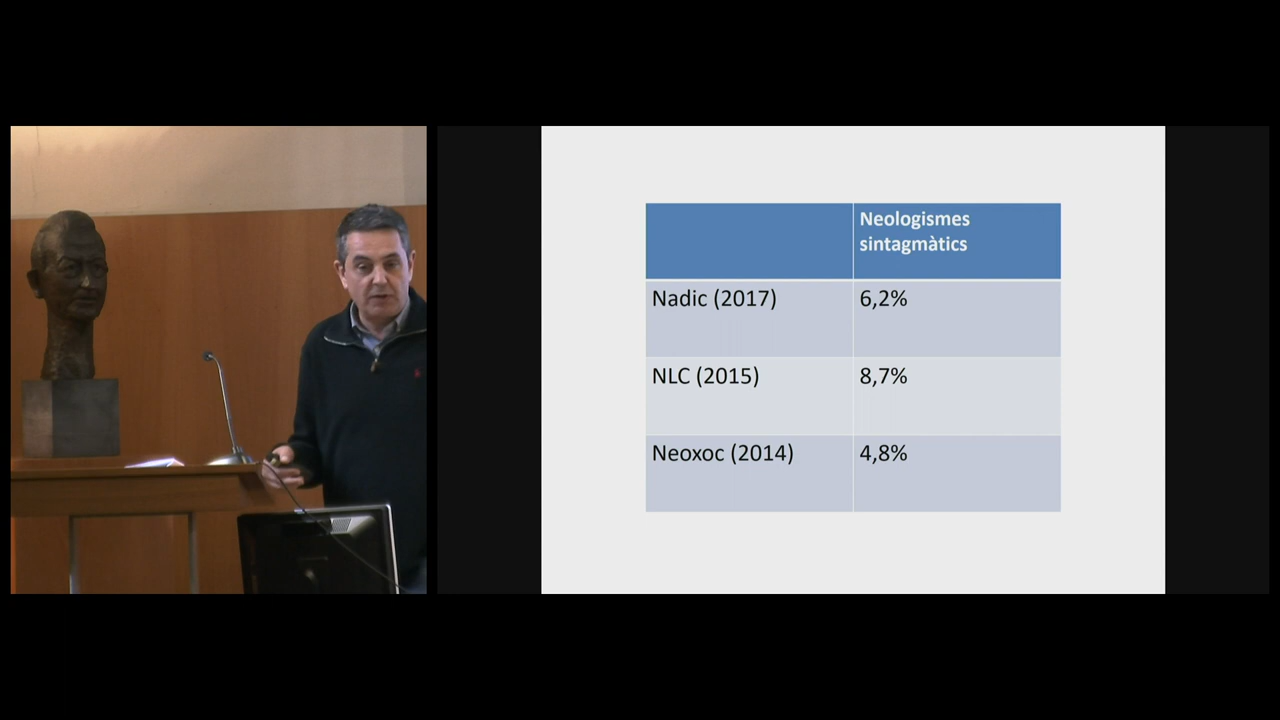 Neologismes
sintagmàtics
Nadic (2017) 6,2%
NLC (2015) 8,7%
Neoxoc (2014) 4,8%